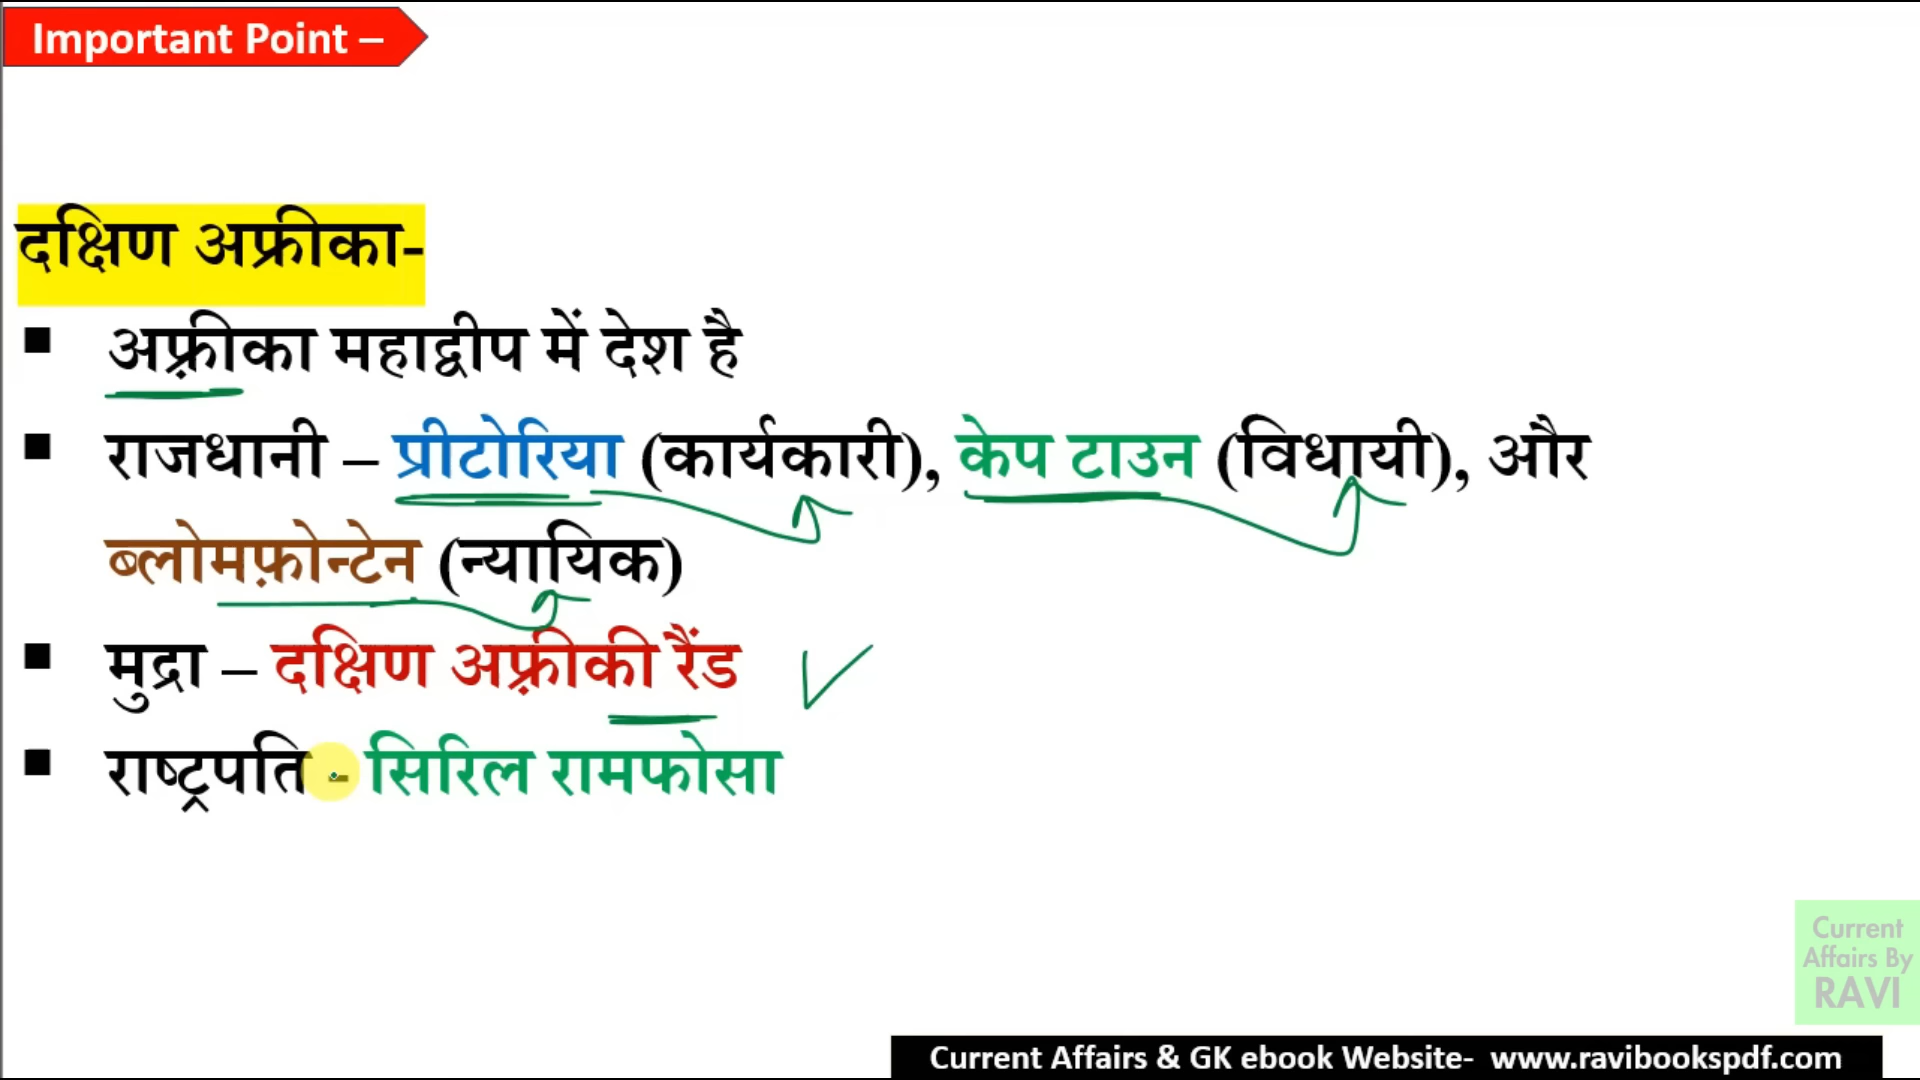 Important Point –
दक्षिण अफ्रीका-
▪ अफ़्रीका महाद्वीप में देश है
▪ राजधानी – प्रीटोरिया (कार्यकारी), केप टाउन (विधायी), और
ब्लोमफ़ोन्टेन (न्यायिक)
▪ मुद्रा – दक्षिण अफ़्रीकी रैंड
▪ राष्ट्रपति - सिरिल रामफोसा
Current
Affairs By
RAVI
Current Affairs & GK ebook Website- www.ravibookspdf.com